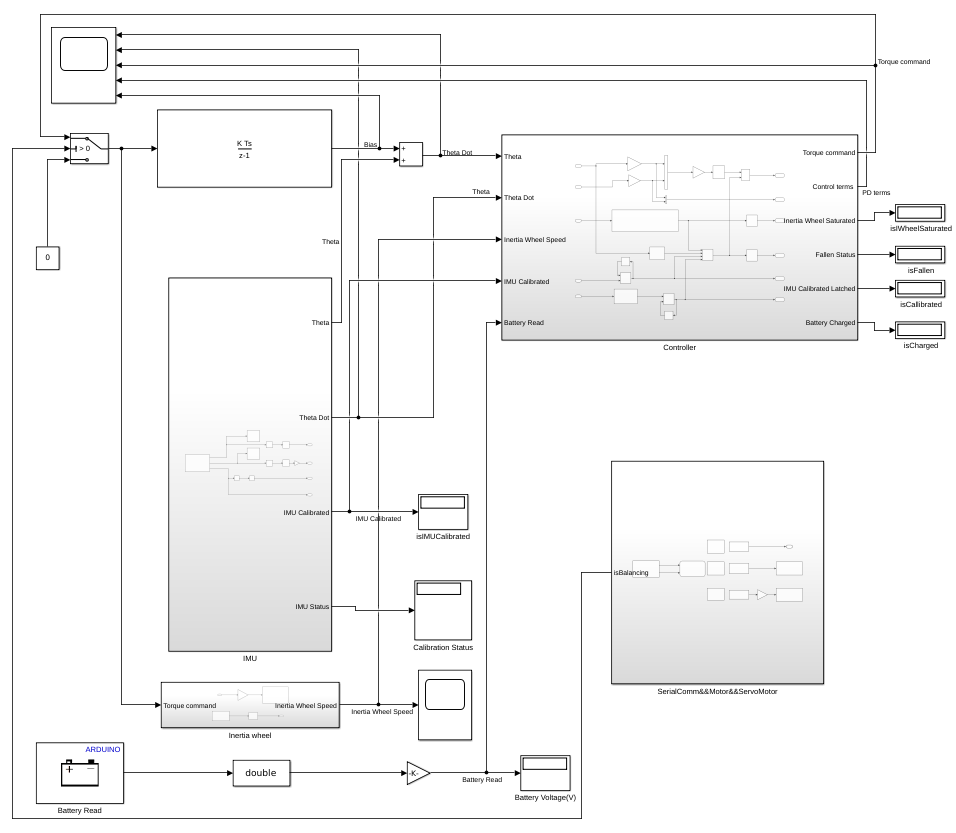 Torque command
> 0
K Ts
z-1
Bias
+
+
Theta Dot
Theta
Torque command
Theta
Control terms
PD terms
Theta Dot
Inertia Wheel Saturated
isIWheelSaturated
Theta
Inertia Wheel Speed
0
Fallen Status
isFallen
IMU Calibrated
IMU Calibrated Latched
isCallibrated
Theta
Battery Read
Battery Charged
isCharged
Controller
Theta Dot
IMU Calibrated
IMU Calibrated
isIMUCalibrated
isBalancing
IMU Status
Calibration Status
IMU
SerialComm&&Motor&&ServoMotor
Torque command
Inertia Wheel Speed
Inertia Wheel Speed
Inertia wheel
ARDUINO
+ −
double
-K-
Battery Read
Battery Voltage(V)
Battery Read